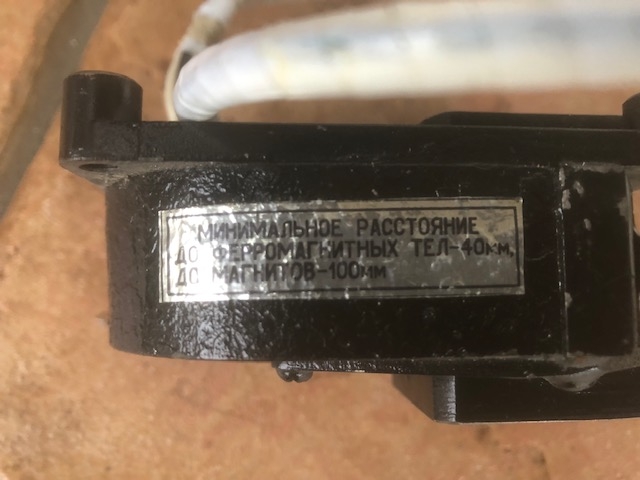 МИНИМАЛЬНОЕ РАССТОЯНИЕ
ДО ФЕРРОМАГНИТНЫХ ТЕЛ-40мм,
ДО МАГНИТОВ-100мм